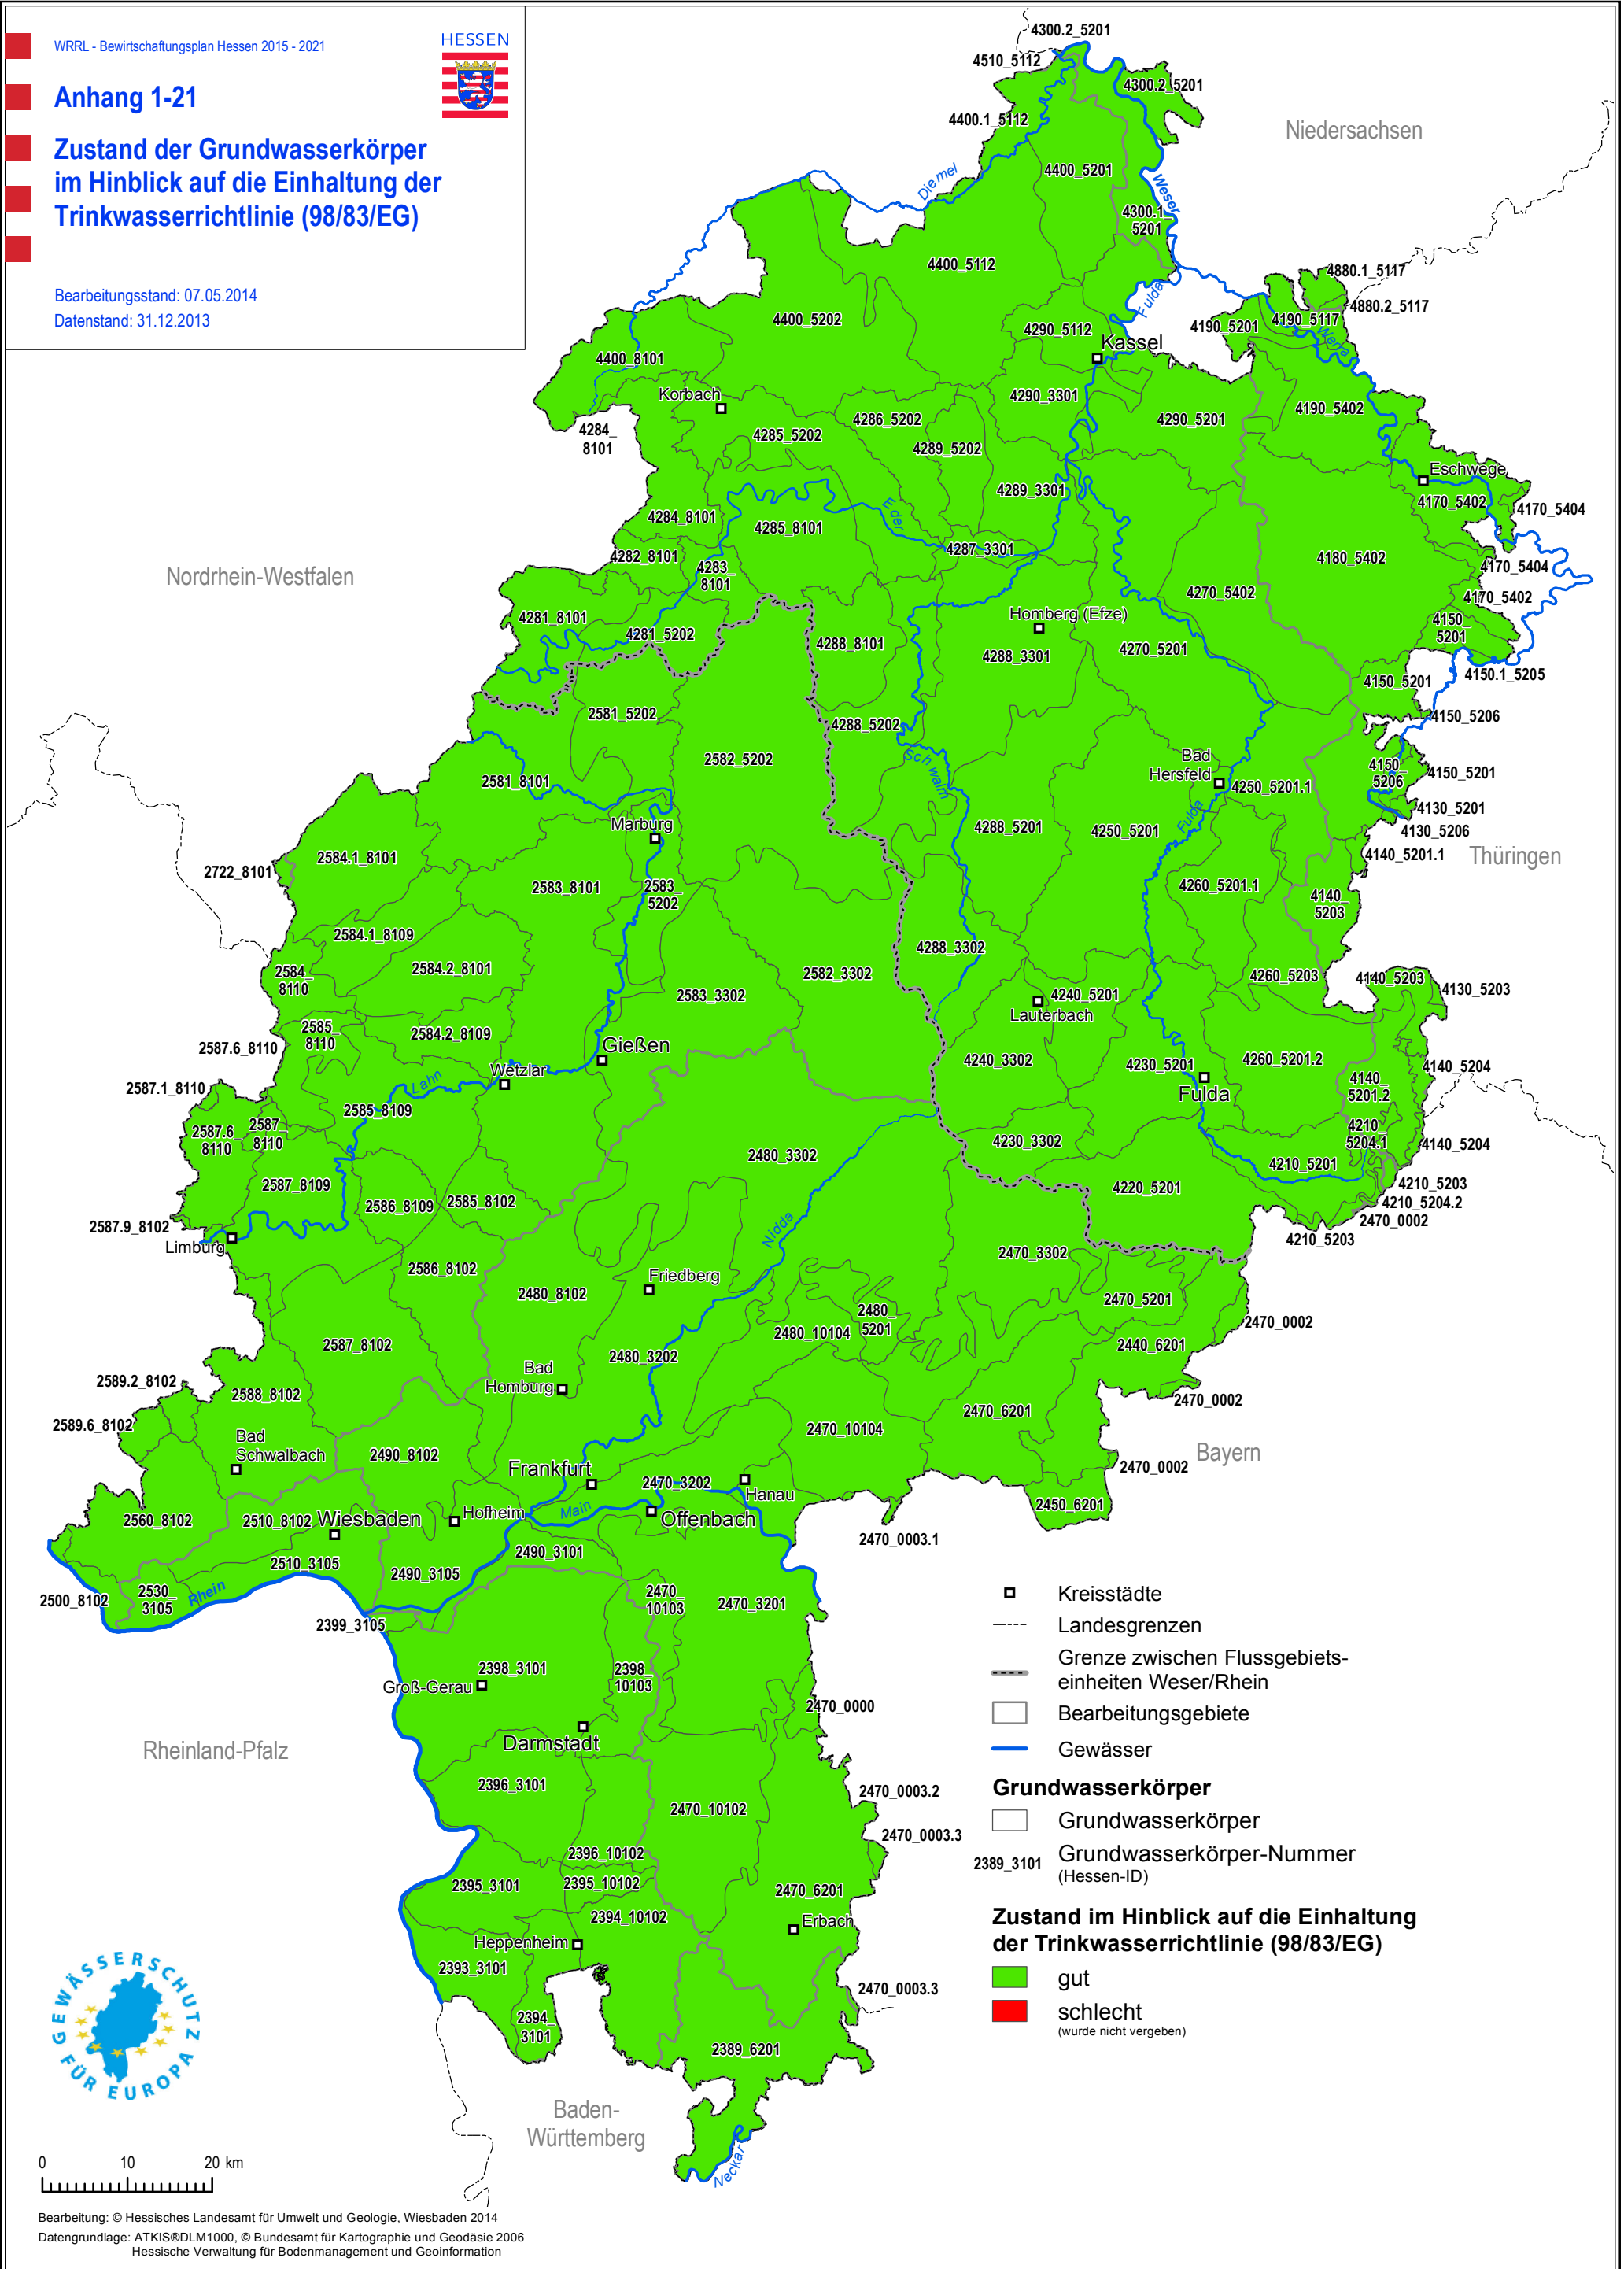 WRRL - Bewirtschaftungsplan Hessen 2015 - 2021
HESSEN
Anhang 1-21
Zustand der Grundwasserkörper
im Hinblick auf die Einhaltung der
Trinkwasserrichtlinie (98/83/EG)
Bearbeitungsstand: 07.05.2014
Datenstand: 31.12.2013
4300.2_5201
4510_5112
4300.2_5201
4400.1_5112
Niedersachsen
4400_5201
Diemel
Weser
4300.1_
5201
4400_5112
4880.1_5117
4880.2_5117
Fulda
4400_5202
4290_5112
4190_5201
4190_5117
Werra
Kassel
4400_8101
Korbach
4290_3301
4190_5402
4284_
8101
4285_5202
4286_5202
4289_5202
4290_5201
Eschwege
4289_3301
4170_5402
4170_5404
4284_8101
4285_8101
Eder
4287_3301
4282_8101
4283_
8101
4180_5402
4170_5404
Nordrhein-Westfalen
4270_5402
4170_5402
4281_8101
4281_5202
Homberg (Efze)
4150_
5201
4288_8101
4288_3301
4270_5201
4150.1_5205
4150_5201
2581_5202
4288_5202
4150_5206
2582_5202
Schwalm
Bad
Hersfeld
4150_
5206
4150_5201
2581_8101
4250_5201.1
4130_5201
Marburg
4288_5201
4250_5201
Fulda
4130_5206
4140_5201.1
Thüringen
2584.1_8101
2722_8101
2583_8101
2583_
5202
4260_5201.1
4140_
5203
2584.1_8109
4288_3302
2584_
8110
2584.2_8101
2582_3302
4260_5203
4140_5203
4130_5203
2583_3302
4240_5201
Lauterbach
2585_
8110
2584.2_8109
2587.6_8110
Gießen
4240_3302
4230_5201
4260_5201.2
4140_5204
Wetzlar
Lahn
2587.1_8110
Fulda
4140_
5201.2
2585_8109
2587.6_
8110
2587_
8110
4230_3302
4210_
5204.1
4140_5204
2480_3302
4210_5201
2587_8109
4220_5201
4210_5203
4210_5204.2
2586_8109
2585_8102
2470_0002
2587.9_8102
Limburg
Nidda
4210_5203
2470_3302
2586_8102
Friedberg
2480_8102
2470_5201
2480_
5201
2470_0002
2480_10104
2587_8102
2480_3202
2440_6201
Bad
Homburg
2589.2_8102
2588_8102
2470_0002
2589.6_8102
2470_6201
2470_10104
Bad
Schwalbach
2490_8102
Bayern
Frankfurt
2470_0002
2470_3202
Hanau
2450_6201
2560_8102
2510_8102
Wiesbaden
Hofheim
Main
Offenbach
2470_0003.1
2490_3101
2510_3105
2490_3105
2500_8102
2530_
3105
Rhein
2470_
10103
2470_3201
2399_3105
2398_3101
2398_
10103
Groß-Gerau
2470_0000
Darmstadt
Rheinland-Pfalz
2396_3101
2470_0003.2
2470_10102
2470_0003.3
2396_10102
2395_3101
2395_10102
2470_6201
2394_10102
Erbach
Heppenheim
2393_3101
2470_0003.3
2394_
3101
2389_6201
Baden-
Württemberg
Neckar
Kreisstädte
Landesgrenzen
Grenze zwischen Flussgebiets-
einheiten Weser/Rhein
Bearbeitungsgebiete
Gewässer
Grundwasserkörper
Grundwasserkörper
2389_3101 Grundwasserkörper-Nummer
(Hessen-ID)
Zustand im Hinblick auf die Einhaltung
der Trinkwasserrichtlinie (98/83/EG)
gut
schlecht
(wurde nicht vergeben)
GEWÄSSERSCHUTZ
FÜR EUROPA
0 10 20 km
Bearbeitung: © Hessisches Landesamt für Umwelt und Geologie, Wiesbaden 2014
Datengrundlage: ATKIS®DLM1000, © Bundesamt für Kartographie und Geodäsie 2006
Hessische Verwaltung für Bodenmanagement und Geoinformation